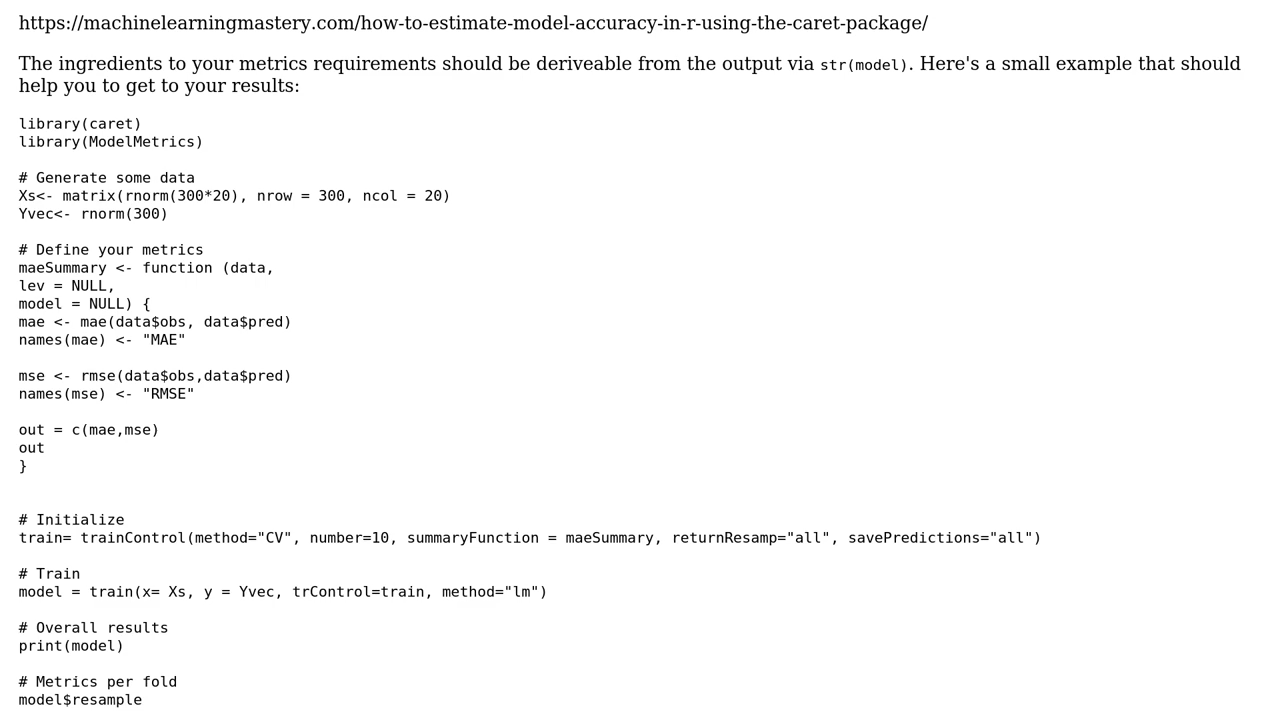 https://machinelearningmastery.com/how-to-estimate-model-accuracy-in-r-using-the-caret-package/
The ingredients to your metrics requirements should be deriveable from the output via str(model). Here's a small example that should
help you to get to your results:
library(caret)
library(ModelMetrics)
# Generate some data
Xs<- matrix(rnorm(300*20), nrow = 300, ncol = 20)
Yvec<- rnorm(300)
# Define your metrics
maeSummary <- function (data,
lev = NULL,
model = NULL) {
mae <- mae(data$obs, data$pred)
names(mae) <- "MAE"
mse <- rmse(data$obs,data$pred)
names(mse) <- "RMSE"
out = c(mae,mse)
out
}
# Initialize
train= trainControl(method="CV", number=10, summaryFunction = maeSummary, returnResamp="all", savePredictions="all")
# Train
model = train(x= Xs, y = Yvec, trControl=train, method="lm")
# Overall results
print(model)
# Metrics per fold
model$resample